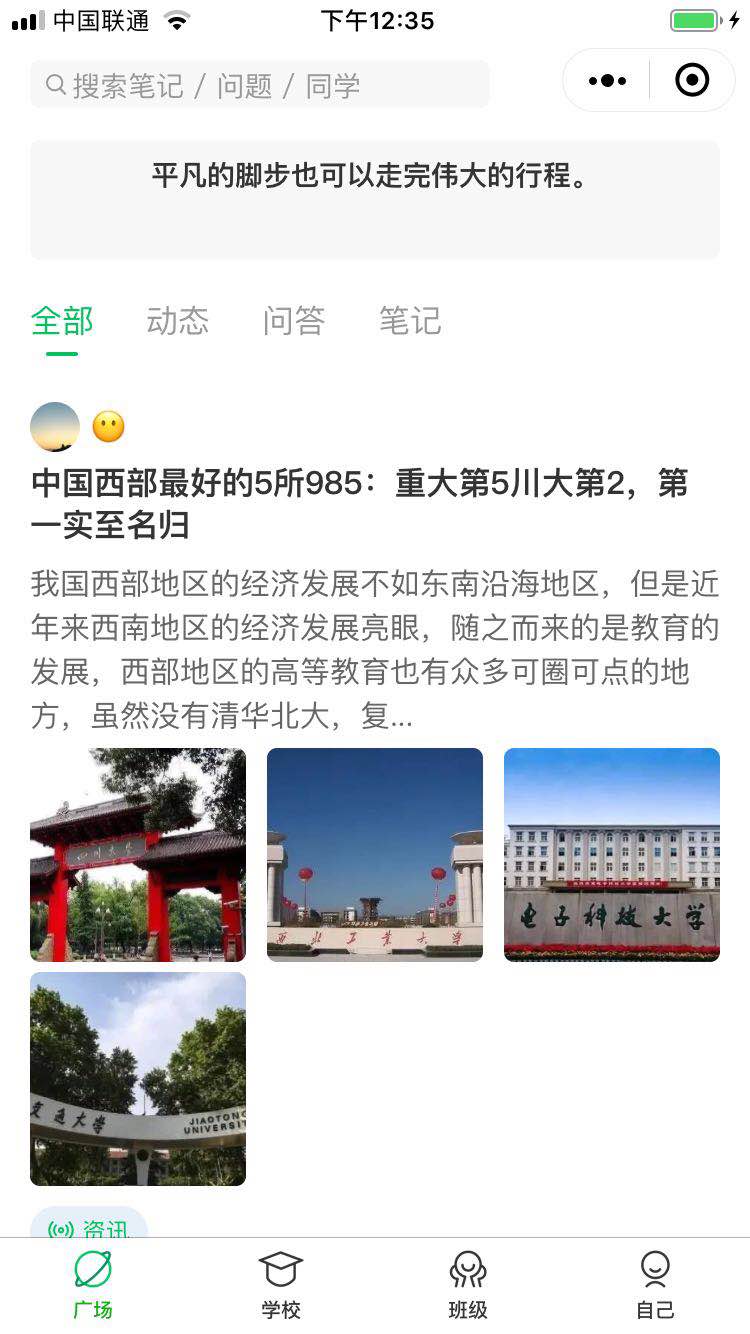 中国联通
下午12:35
搜索笔记 / 问题 / 同学
平凡的脚步也可以走完伟大的行程。
全部 动态 问答 笔记
中国西部最好的5所985：重大第5川大第2，第
一实至名归
我国西部地区的经济发展不如东南沿海地区，但是近
年来西南地区的经济发展亮眼，随之而来的是教育的
发展，西部地区的高等教育也有众多可圈可点的地
方，虽然没有清华北大，复...
四川大学
西北工业大学
电子科技大学
交通大学
JIAOTONG
UNIVERSIT
资讯
广场 学校 班级 自己